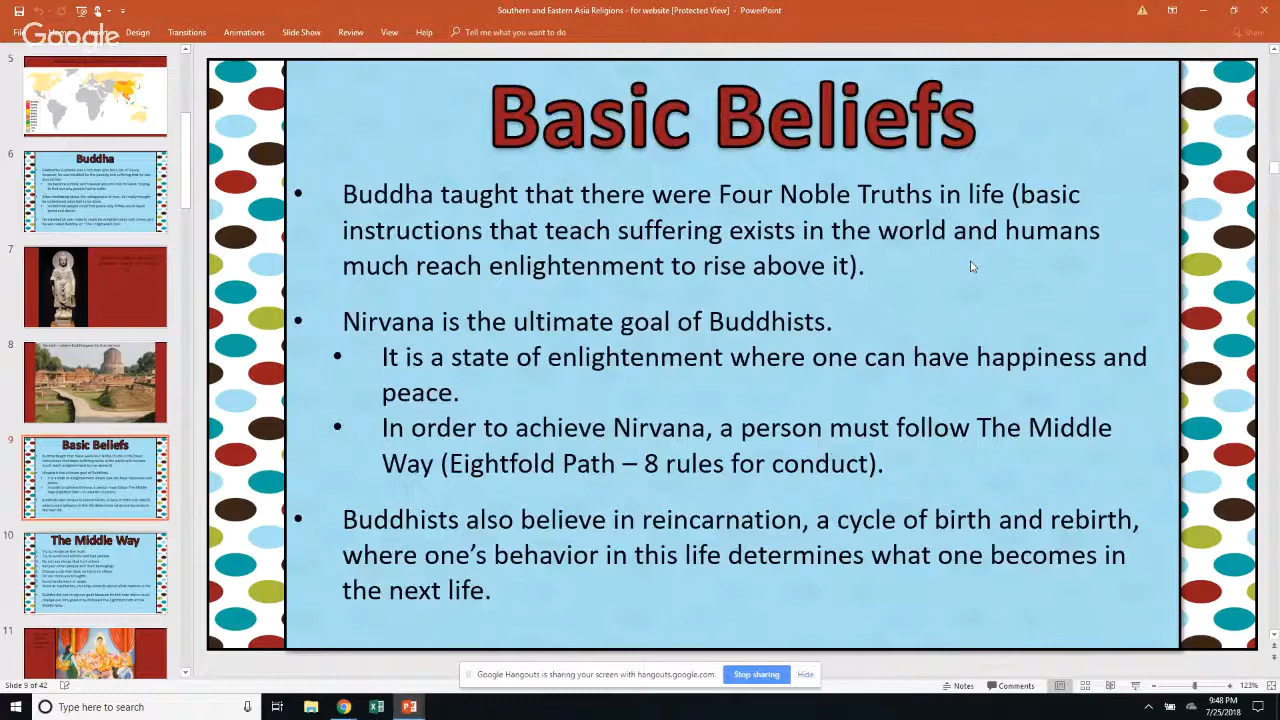 Southern and Eastern Asia Religions - for website [Protected View] - PowerPoint
Google
Design Transitions Animations Slide Show Review View Help Tell me what you want to do Share
5
6
Buddha
7
8
9
Basic Beliefs
10
The Middle Way
11
Basic Beliefs
• Buddha taught that there were Four Noble Truths in life (basic
instructions that teach suffering exists in the world and humans
much reach enlightenment to rise above it).
• Nirvana is the ultimate goal of Buddhists.
• It is a state of enlightenment where one can have happiness and
peace.
• In order to achieve Nirvana, a person must follow The Middle
Way (Eightfold Path – 8 rules for conduct).
• Buddhists also believe in reincarnation, a cycle of birth and rebirth,
where one's behavior in this life determines what one becomes in
the next life.
Google Hangouts is sharing your screen with hangouts.google.com. Stop sharing Hide
Slide 9 of 42 Notes Comments 123%
Type here to search
9:48 PM
7/25/2018